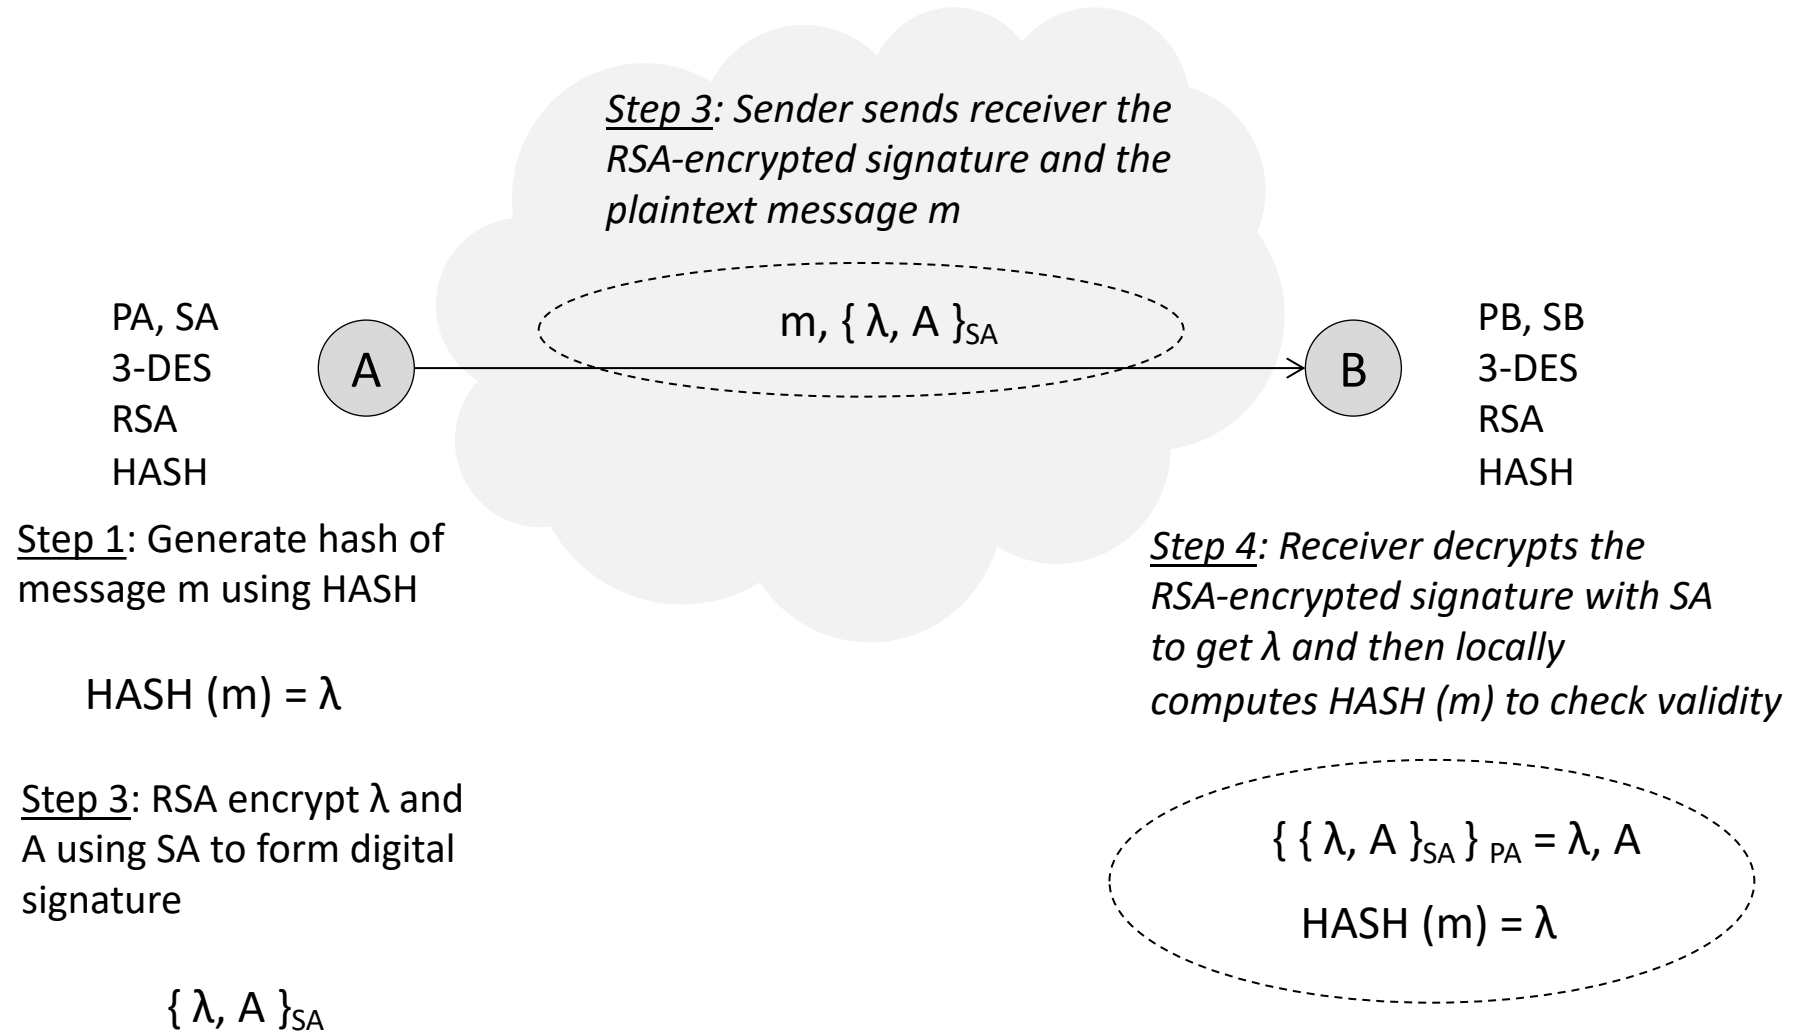 Step 3: Sender sends receiver the
RSA-encrypted signature and the
plaintext message m
m, { λ, A }SA
PA, SA
3-DES
RSA
HASH
A
B
PB, SB
3-DES
RSA
HASH
Step 1: Generate hash of
message m using HASH
HASH (m) = λ
Step 3: RSA encrypt λ and
A using SA to form digital
signature
{ λ, A }SA
Step 4: Receiver decrypts the
RSA-encrypted signature with SA
to get λ and then locally
computes HASH (m) to check validity
{ { λ, A }SA } PA = λ, A
HASH (m) = λ